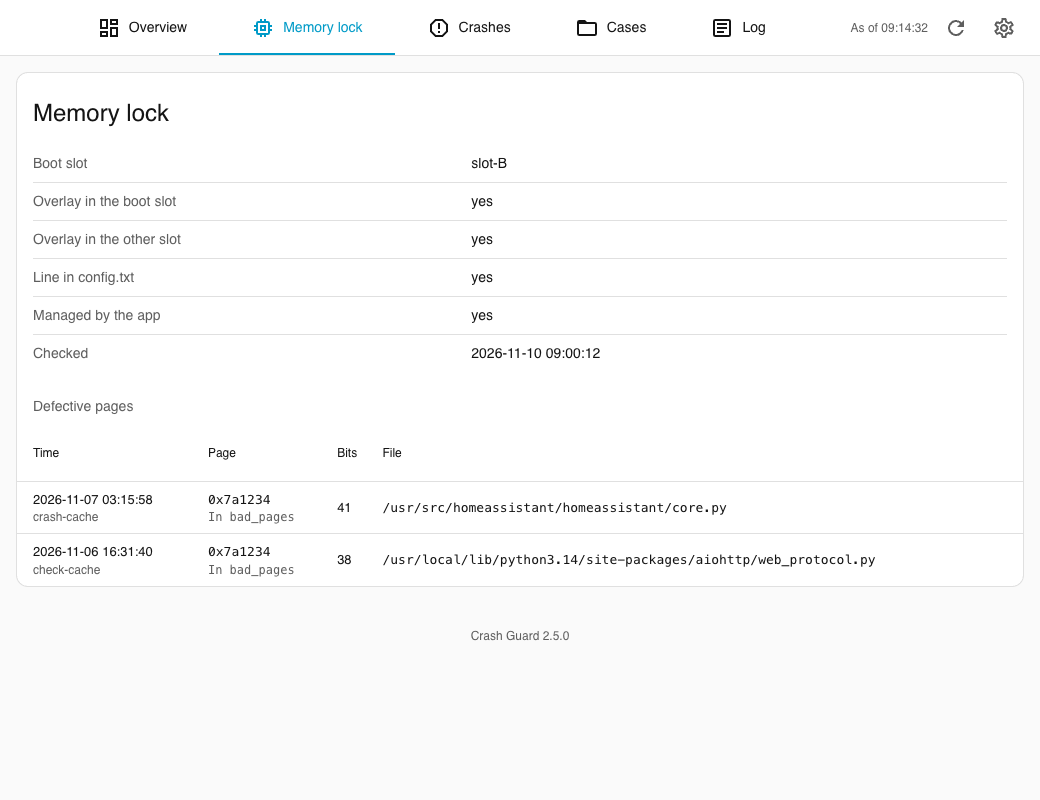 Overview
Memory lock
Crashes
Cases
Log
As of 09:14:32
Memory lock
Boot slot slot-B
Overlay in the boot slot yes
Overlay in the other slot yes
Line in config.txt yes
Managed by the app yes
Checked 2026-11-10 09:00:12
Defective pages
Time Page Bits File
2026-11-07 03:15:58 0x7a1234 41 /usr/src/homeassistant/homeassistant/core.py
crash-cache In bad_pages
2026-11-06 16:31:40 0x7a1234 38 /usr/local/lib/python3.14/site-packages/aiohttp/web_protocol.py
check-cache In bad_pages
Crash Guard 2.5.0